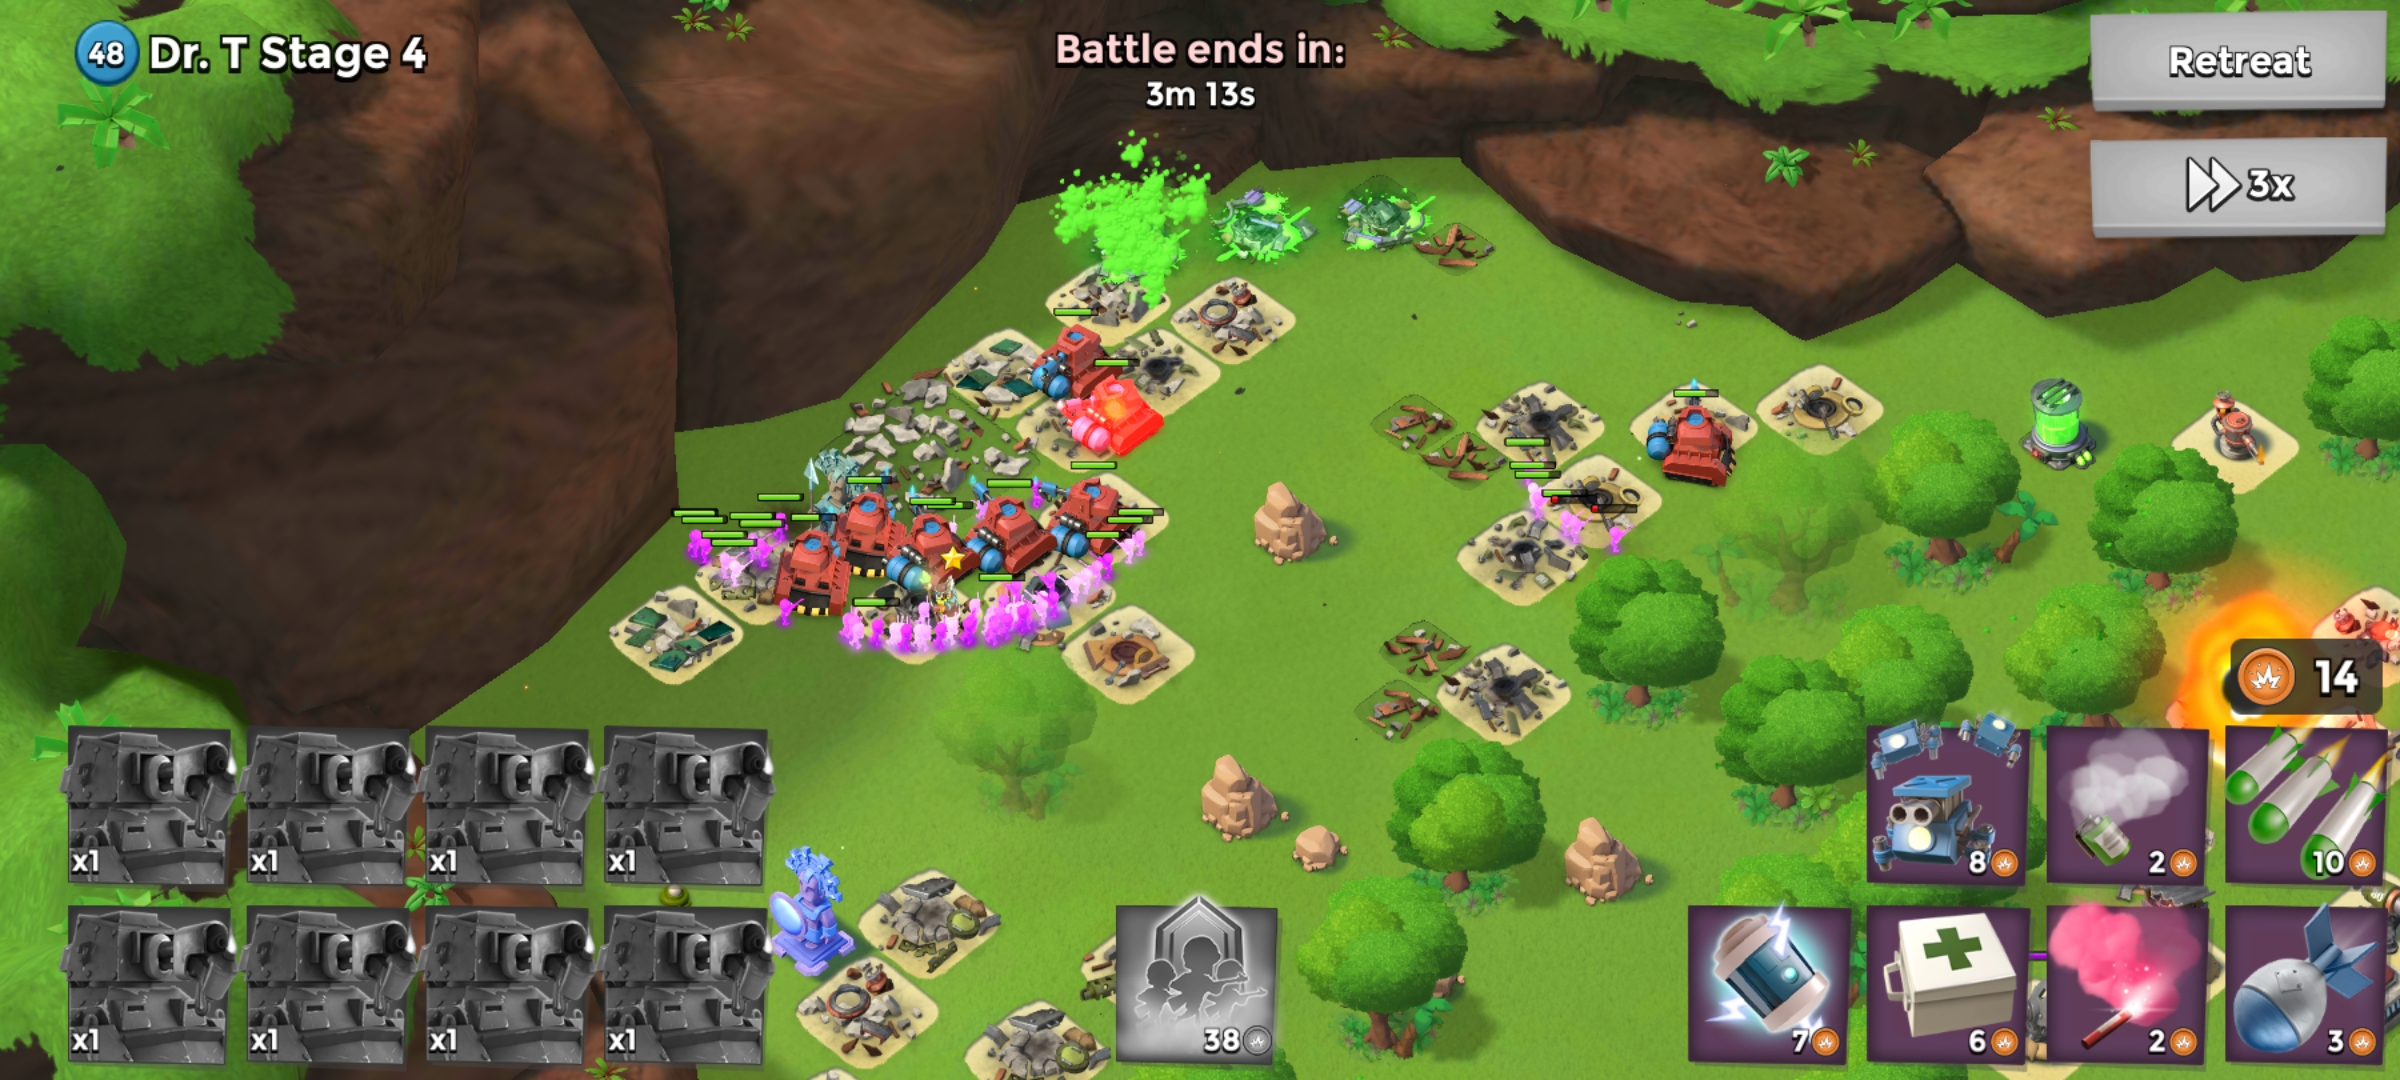 48 Dr. T Stage 4
Battle ends in:
3m 13s
Retreat
3x
14
8
2
10
x1
x1
x1
x1
x1
x1
x1
x1
38
7
6
2
3